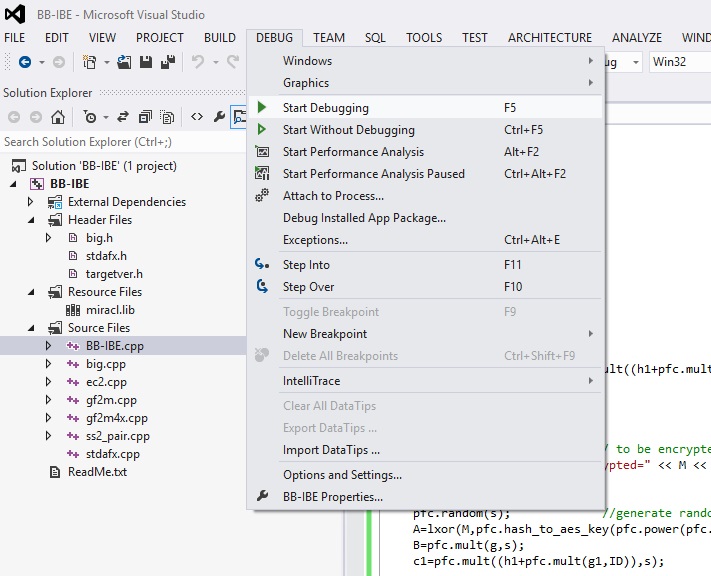 BB-IBE - Microsoft Visual Studio
FILE EDIT VIEW PROJECT BUILD DEBUG TEAM SQL TOOLS TEST ARCHITECTURE ANALYZE
Win32
Solution Explorer
Search Solution Explorer (Ctrl+;)
Solution 'BB-IBE' (1 project)
BB-IBE
External Dependencies
Header Files
big.h
stdafx.h
targetver.h
Resource Files
miracl.lib
Source Files
BB-IBE.cpp
big.cpp
ec2.cpp
gf2m.cpp
gf2m4x.cpp
ss2_pair.cpp
stdafx.cpp
ReadMe.txt
Windows
Graphics
Start Debugging F5
Start Without Debugging Ctrl+F5
Start Performance Analysis Alt+F2
Start Performance Analysis Paused Ctrl+Alt+F2
Attach to Process...
Debug Installed App Package...
Exceptions... Ctrl+Alt+E
Step Into F11
Step Over F10
Toggle Breakpoint F9
New Breakpoint
Delete All Breakpoints Ctrl+Shift+F9
IntelliTrace
Clear All DataTips
Export DataTips ...
Import DataTips ...
Options and Settings...
BB-IBE Properties...
ult((h1+pfc.mult
/ to be encrypte
ypted=" << M <<
pfc.random(s); //generate rando
A=lxor(M,pfc.hash_to_aes_key(pfc.power(pfc.
B=pfc.mult(g,s);
c1=pfc.mult((h1+pfc.mult(g1,ID)),s);